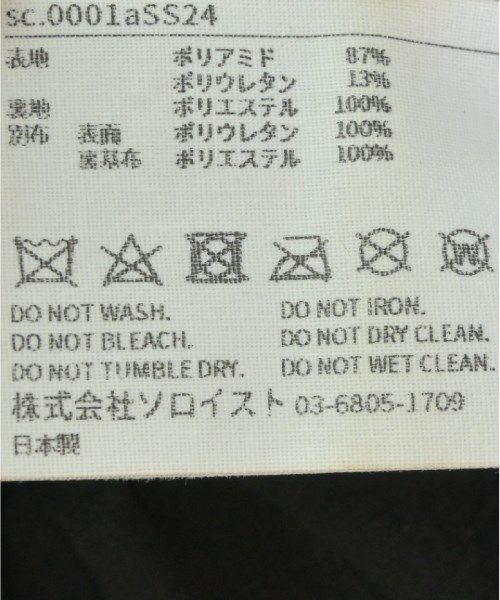 sc.0001aSS24
表地 ポリアミド 87%
ポリウレタン 13%
裏地 ポリエステル 100%
別布 表面 ポリウレタン 100%
裏基布 ポリエステル 100%
W
DO NOT WASH. DO NOT IRON.
DO NOT BLEACH. DO NOT DRY CLEAN.
DO NOT TUMBLE DRY. DO NOT WET CLEAN.
株式会社ソロイスト 03-6805-1709
日本製